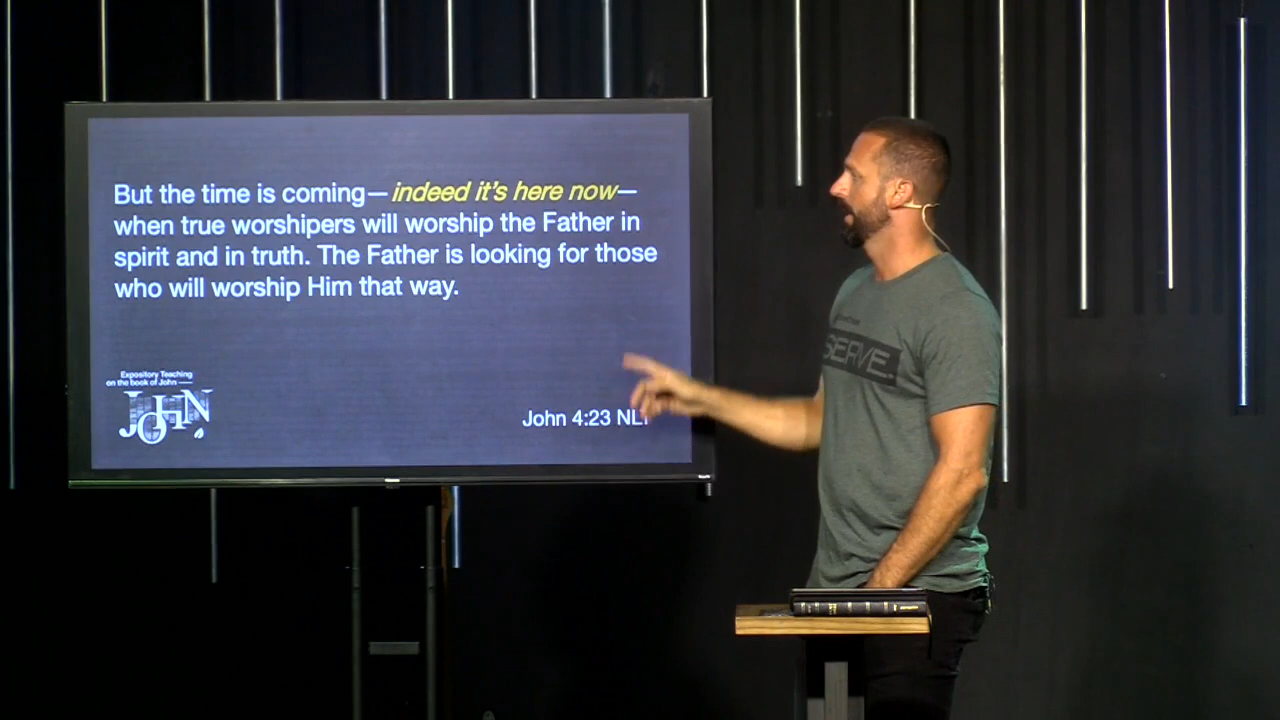 But the time is coming—indeed it's here now—
when true worshipers will worship the Father in
spirit and in truth. The Father is looking for those
who will worship Him that way.
Expository Teaching
on the book of John
JOHN
John 4:23 NLT
SERVE.